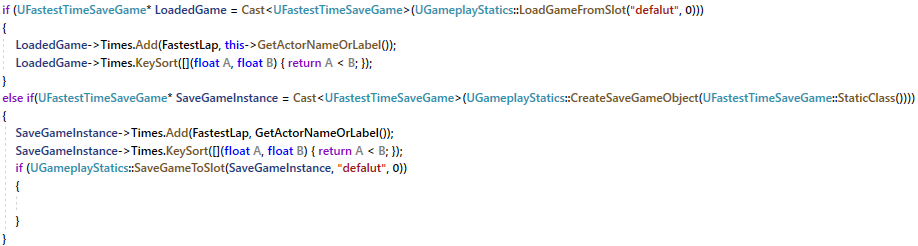 if (UFastestTimeSaveGame* LoadedGame = Cast<UFastestTimeSaveGame>(UGameplayStatics::LoadGameFromSlot("defalut", 0)))
{
LoadedGame->Times.Add(FastestLap, this->GetActorNameOrLabel());
LoadedGame->Times.KeySort([](float A, float B) { return A < B; });
}
else if(UFastestTimeSaveGame* SaveGameInstance = Cast<UFastestTimeSaveGame>(UGameplayStatics::CreateSaveGameObject(UFastestTimeSaveGame::StaticClass())))
{
SaveGameInstance->Times.Add(FastestLap, GetActorNameOrLabel());
SaveGameInstance->Times.KeySort([](float A, float B) { return A < B; });
if (UGameplayStatics::SaveGameToSlot(SaveGameInstance, "defalut", 0))
{
}
}